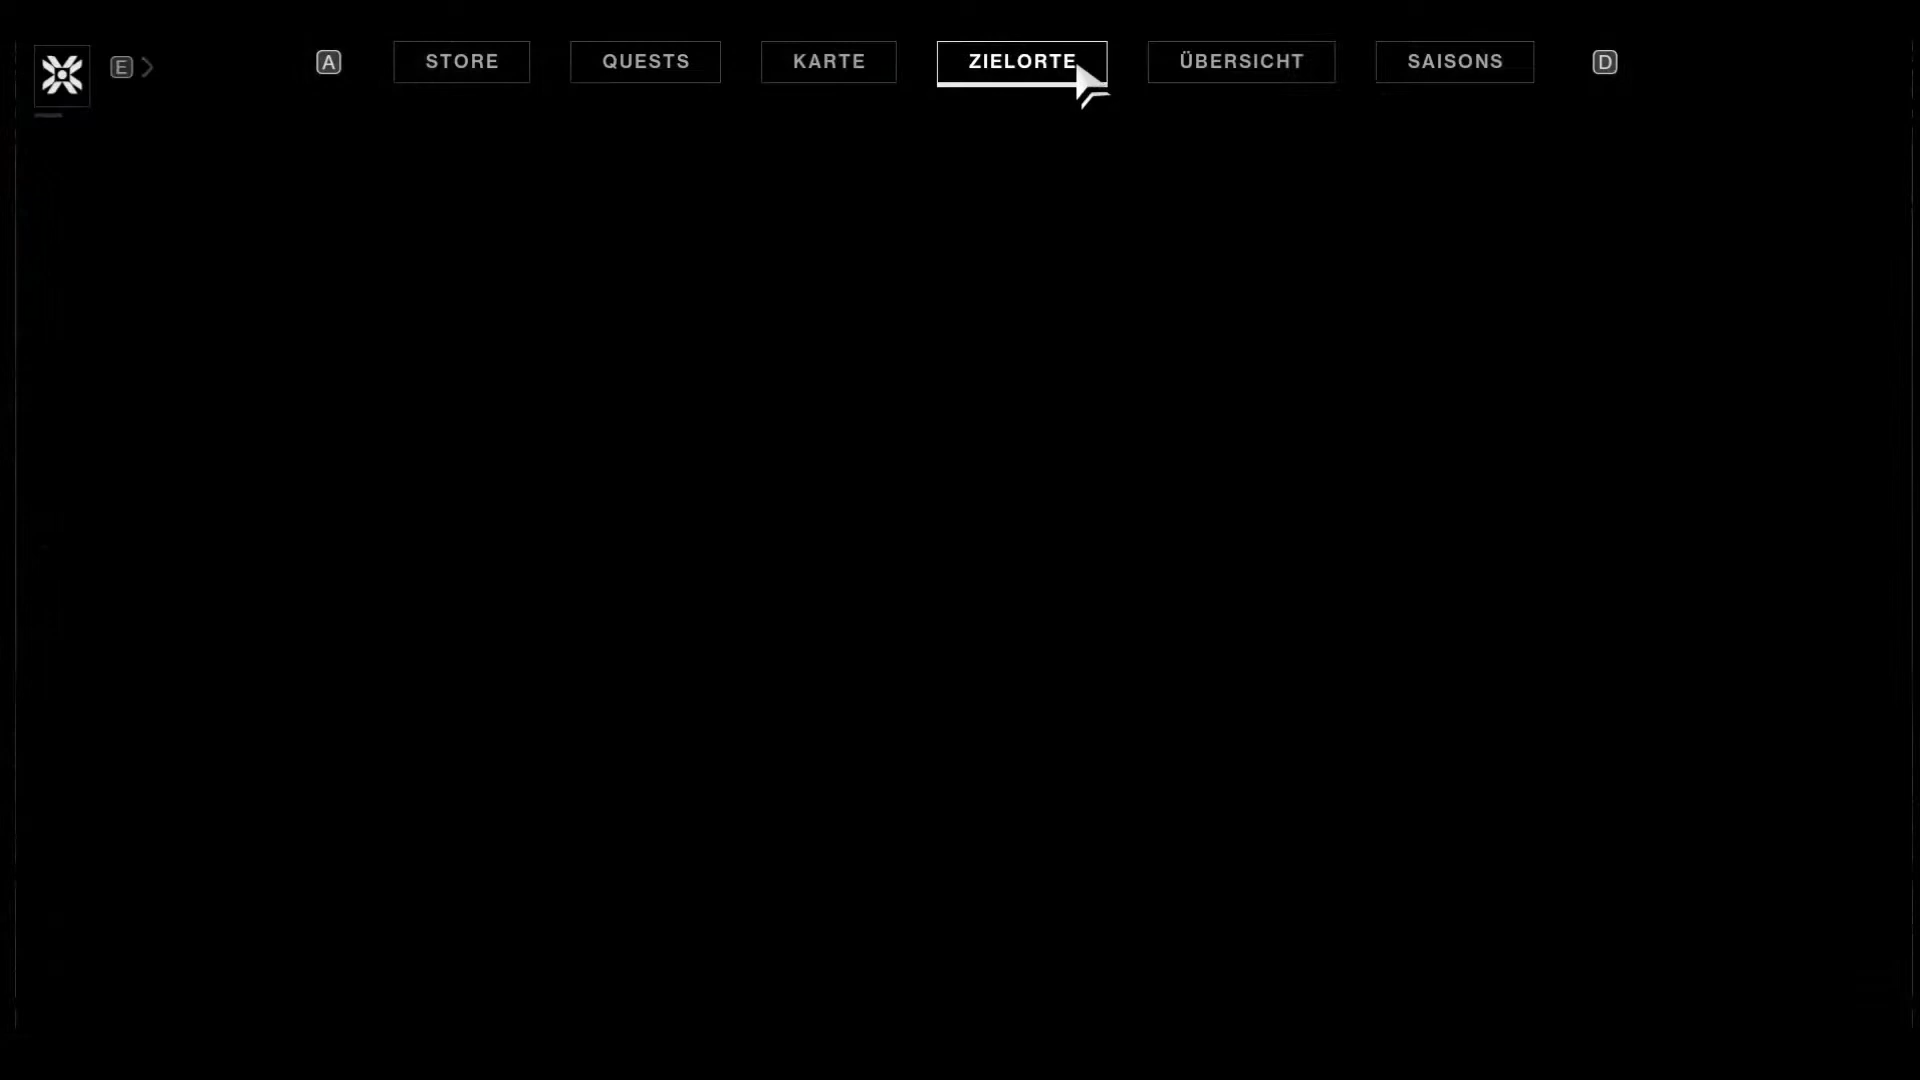 E
A
STORE
QUESTS
KARTE
ZIELORTE
ÜBERSICHT
SAISONS
D